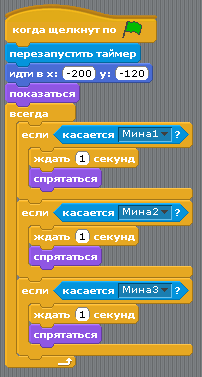 когда щелкнут по
перезапустить таймер
идти в x: -200 y: -120
показаться
всегда
если касается Мина1 ?
ждать 1 секунд
спрятаться
если касается Мина2 ?
ждать 1 секунд
спрятаться
если касается Мина3 ?
ждать 1 секунд
спрятаться